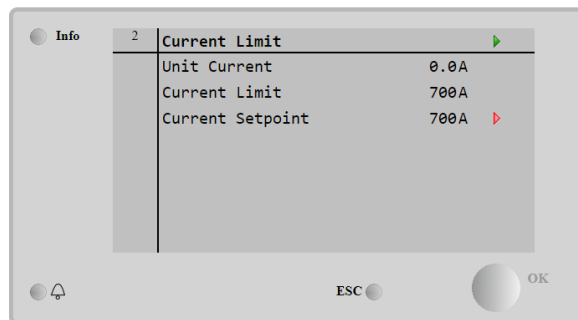 Info
2 Current Limit
Unit Current 0.0A
Current Limit 700A
Current Setpoint 700A
ESC
OK